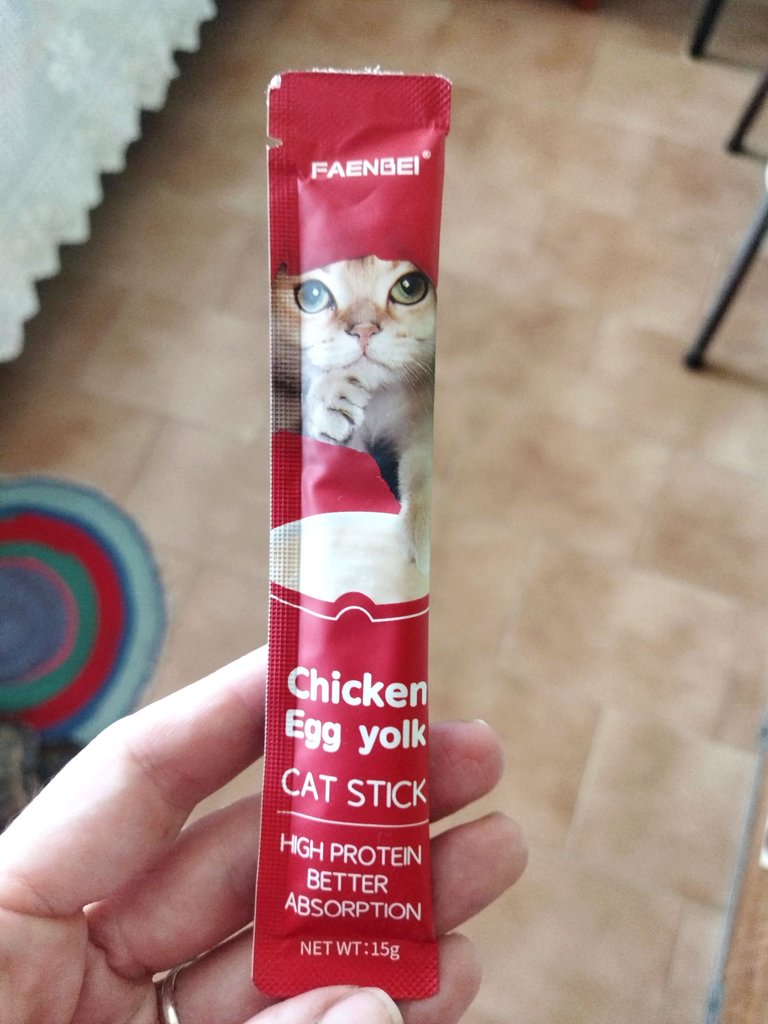 FAENBEI®
Chicken
Egg yolk
CAT STICK
HIGH PROTEIN
BETTER
ABSORPTION
NET WT:15g